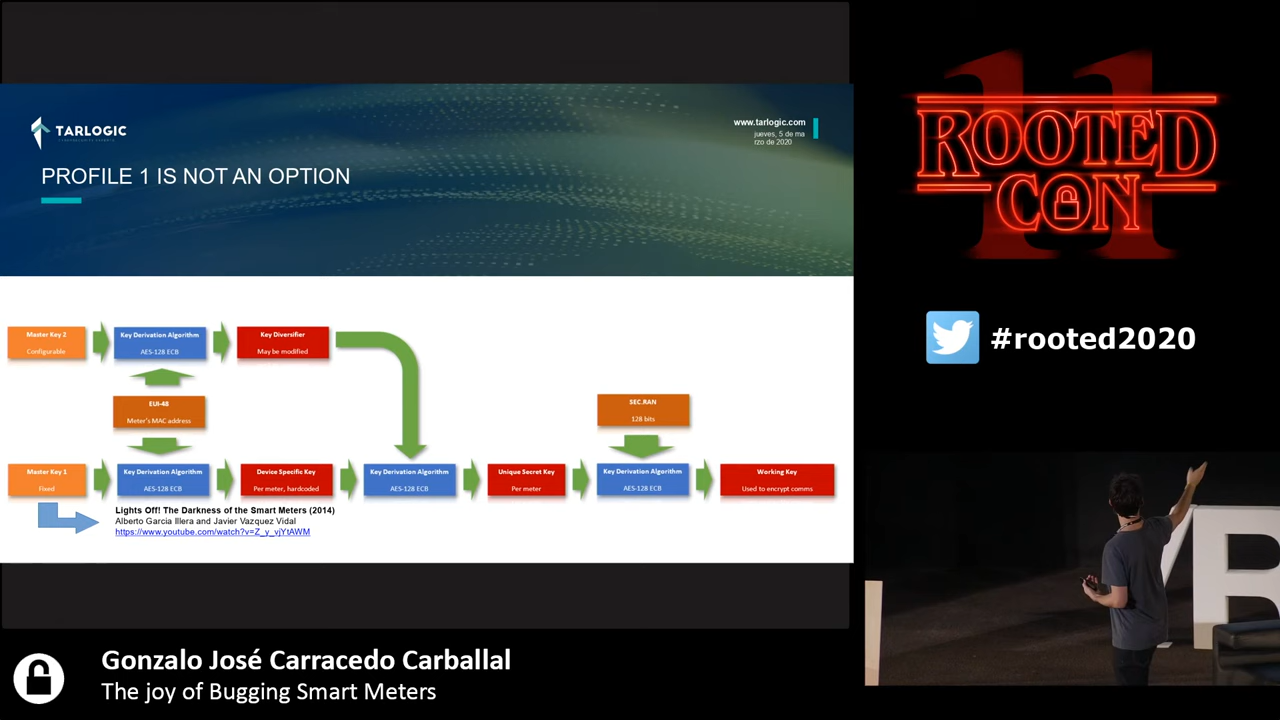 TARLOGIC
www.tarlogic.com
jueves, 5 de ma
rzo de 2020
PROFILE 1 IS NOT AN OPTION
Master Key 2
Configurable
Key Derivation Algorithm
AES-128 ECB
Key Diversifier
May be modified
EUI-48
Meter's MAC address
SEC.RAN
128 bits
Master Key 1
Fixed
Key Derivation Algorithm
AES-128 ECB
Device Specific Key
Per meter, hardcoded
Key Derivation Algorithm
AES-128 ECB
Unique Secret Key
Per meter
Key Derivation Algorithm
AES-128 ECB
Working Key
Used to encrypt comms
Lights Off! The Darkness of the Smart Meters (2014)
Alberto Garcia Illera and Javier Vazquez Vidal
https://www.youtube.com/watch?v=Z_y_vjYtAWM
11
ROOTED
CON
#rooted2020
R
Gonzalo José Carracedo Carballal
The joy of Bugging Smart Meters